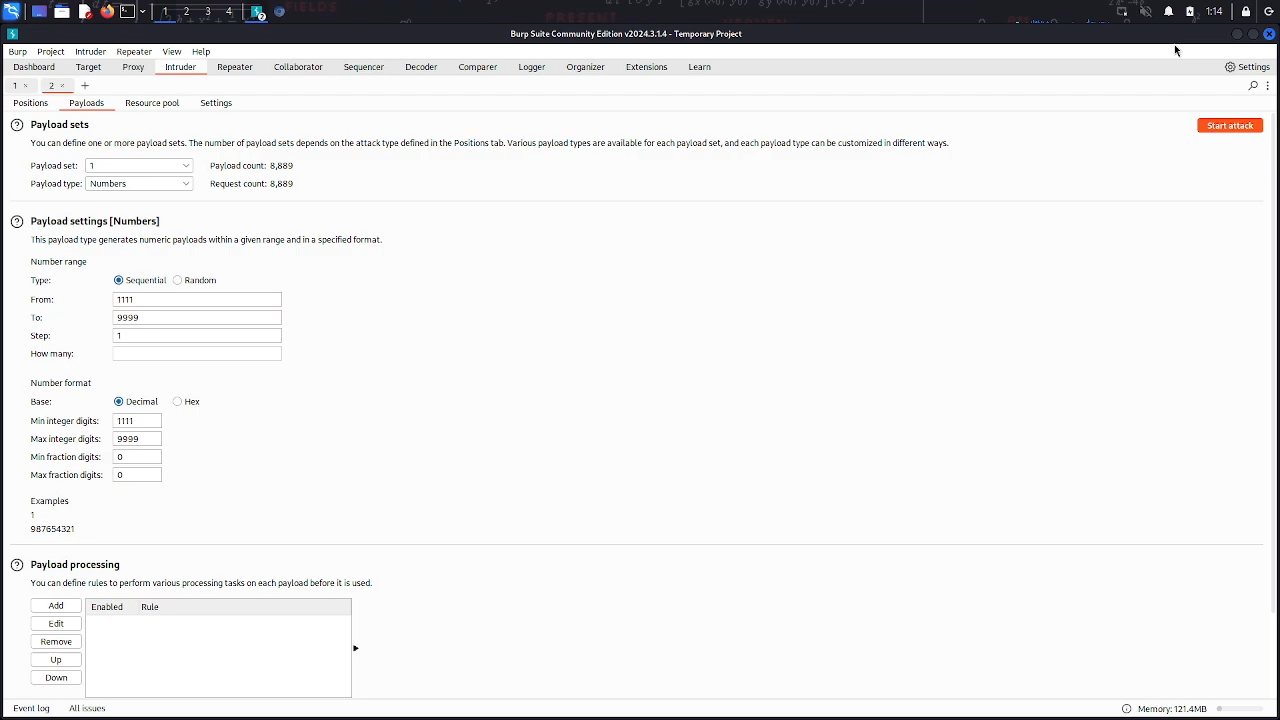 1 2 3 4 2 1:14
Burp Suite Community Edition v2024.3.1.4 - Temporary Project
Burp Project Intruder Repeater View Help
Dashboard Target Proxy Intruder Repeater Collaborator Sequencer Decoder Comparer Logger Organizer Extensions Learn Settings
1 × 2 × +
Positions Payloads Resource pool Settings
? Payload sets Start attack
You can define one or more payload sets. The number of payload sets depends on the attack type defined in the Positions tab. Various payload types are available for each payload set, and each payload type can be customized in different ways.
Payload set: 1 Payload count: 8,889
Payload type: Numbers Request count: 8,889
? Payload settings [Numbers]
This payload type generates numeric payloads within a given range and in a specified format.
Number range
Type: Sequential Random
From: 1111
To: 9999
Step: 1
How many:
Number format
Base: Decimal Hex
Min integer digits: 1111
Max integer digits: 9999
Min fraction digits: 0
Max fraction digits: 0
Examples
1
987654321
? Payload processing
You can define rules to perform various processing tasks on each payload before it is used.
Add Enabled Rule
Edit
Remove
Up
Down
Event log All issues Memory: 121.4MB